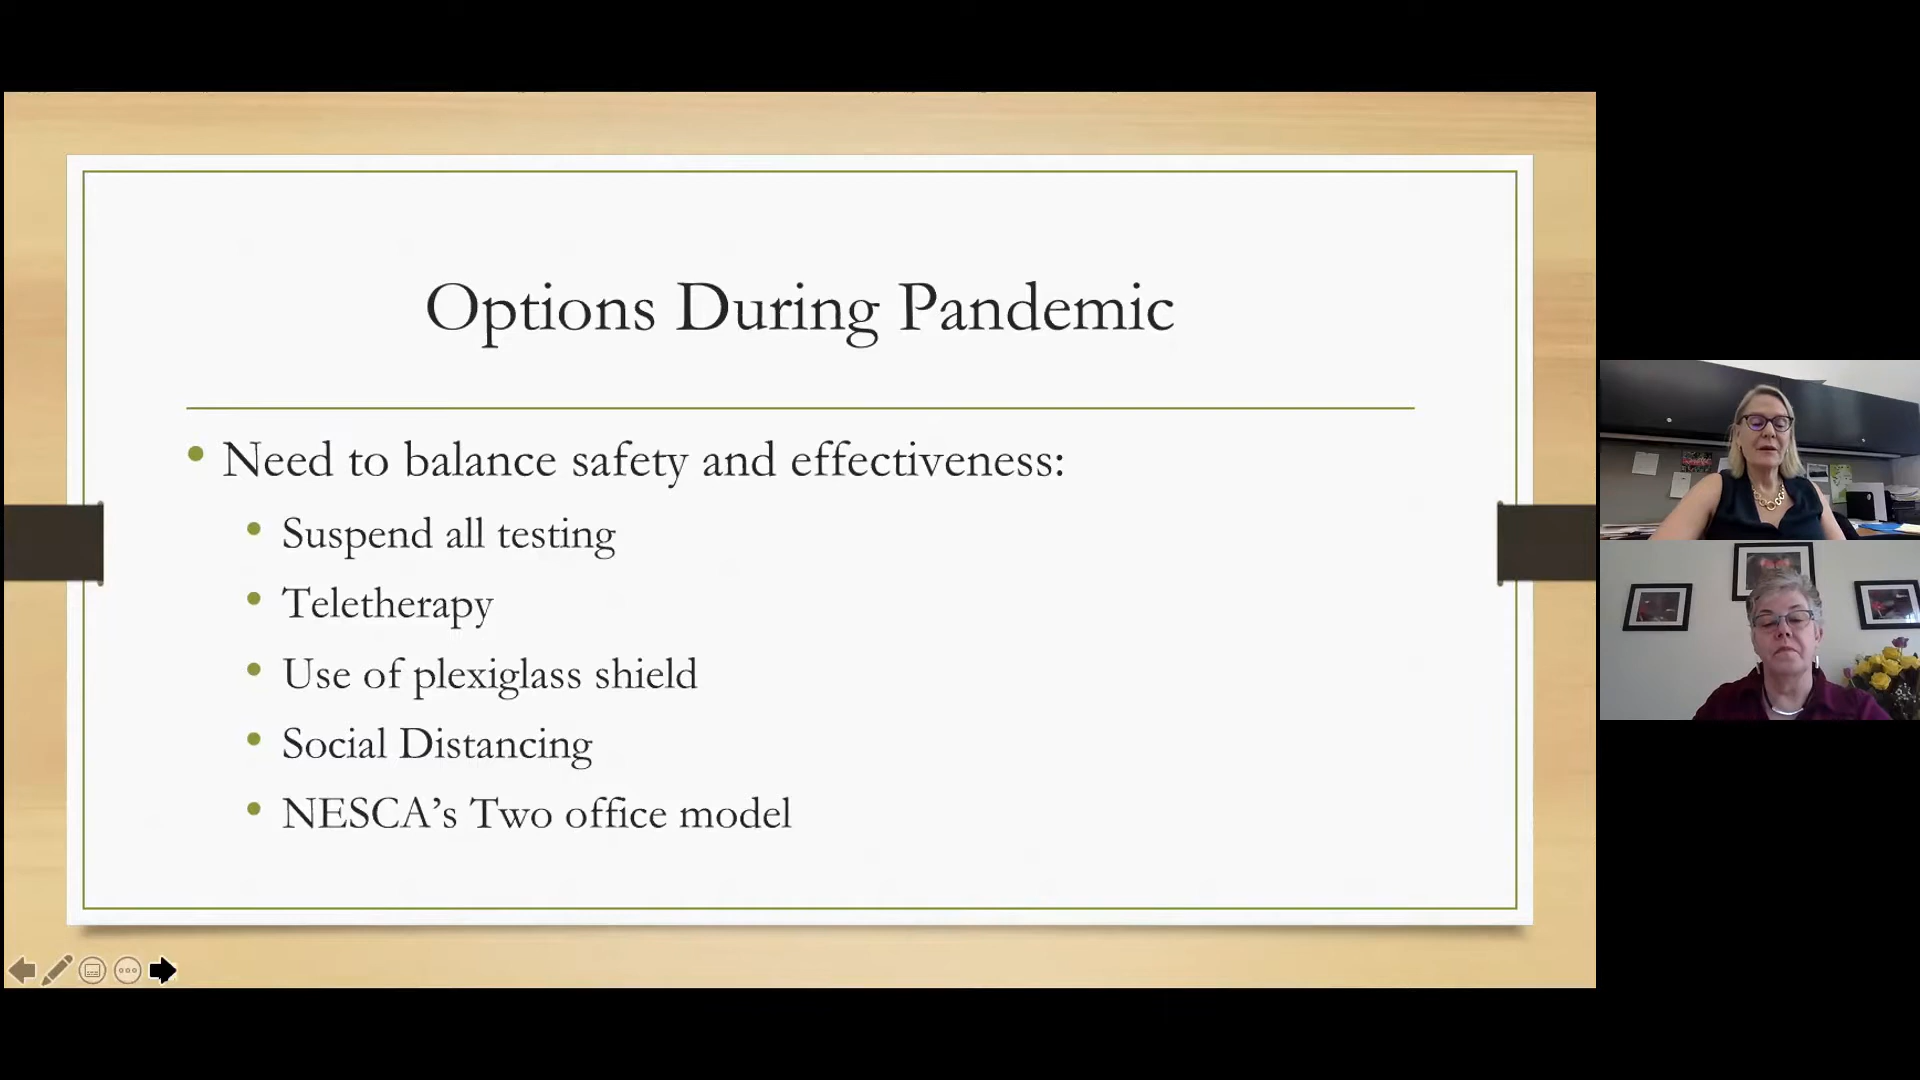 Options During Pandemic
Need to balance safety and effectiveness:
Suspend all testing
Teletherapy
Use of plexiglass shield
Social Distancing
NESCA’s Two office model